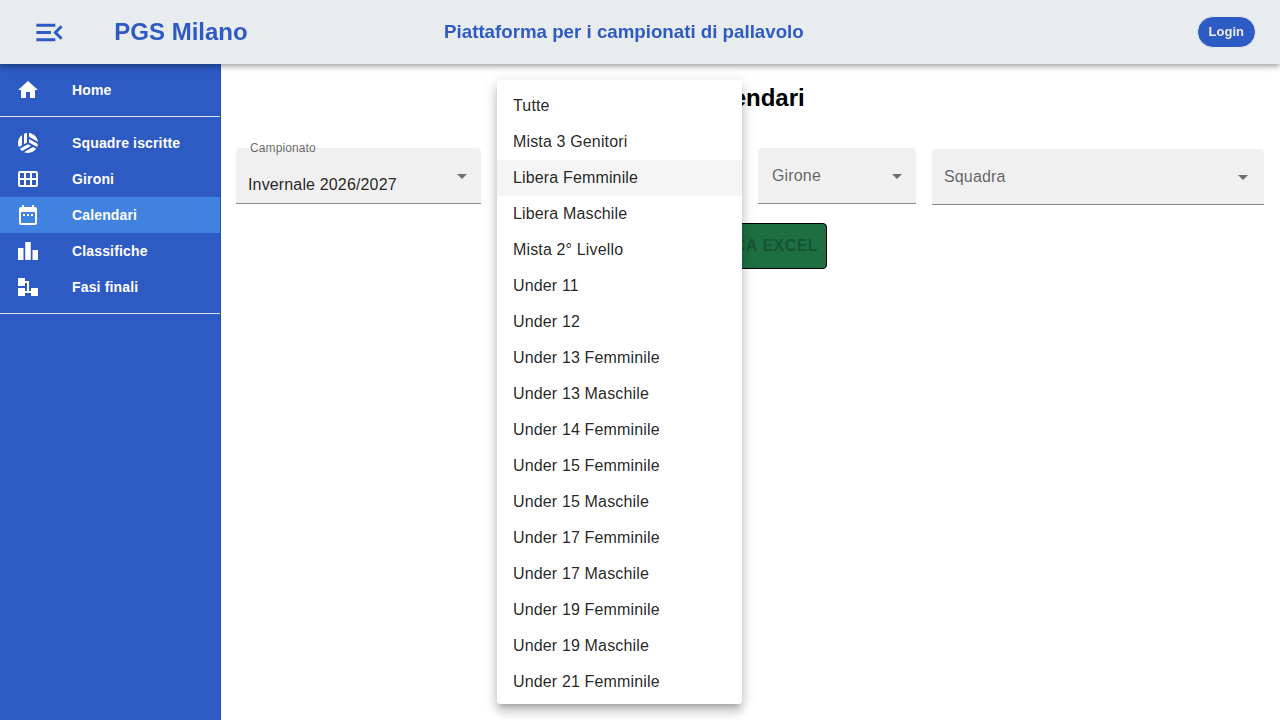 PGS Milano
Piattaforma per i campionati di pallavolo
Login
Home
Squadre iscritte
Gironi
Calendari
Classifiche
Fasi finali
endari
Campionato
Invernale 2026/2027
Girone
Squadra
CA EXCEL
Tutte
Mista 3 Genitori
Libera Femminile
Libera Maschile
Mista 2° Livello
Under 11
Under 12
Under 13 Femminile
Under 13 Maschile
Under 14 Femminile
Under 15 Femminile
Under 15 Maschile
Under 17 Femminile
Under 17 Maschile
Under 19 Femminile
Under 19 Maschile
Under 21 Femminile